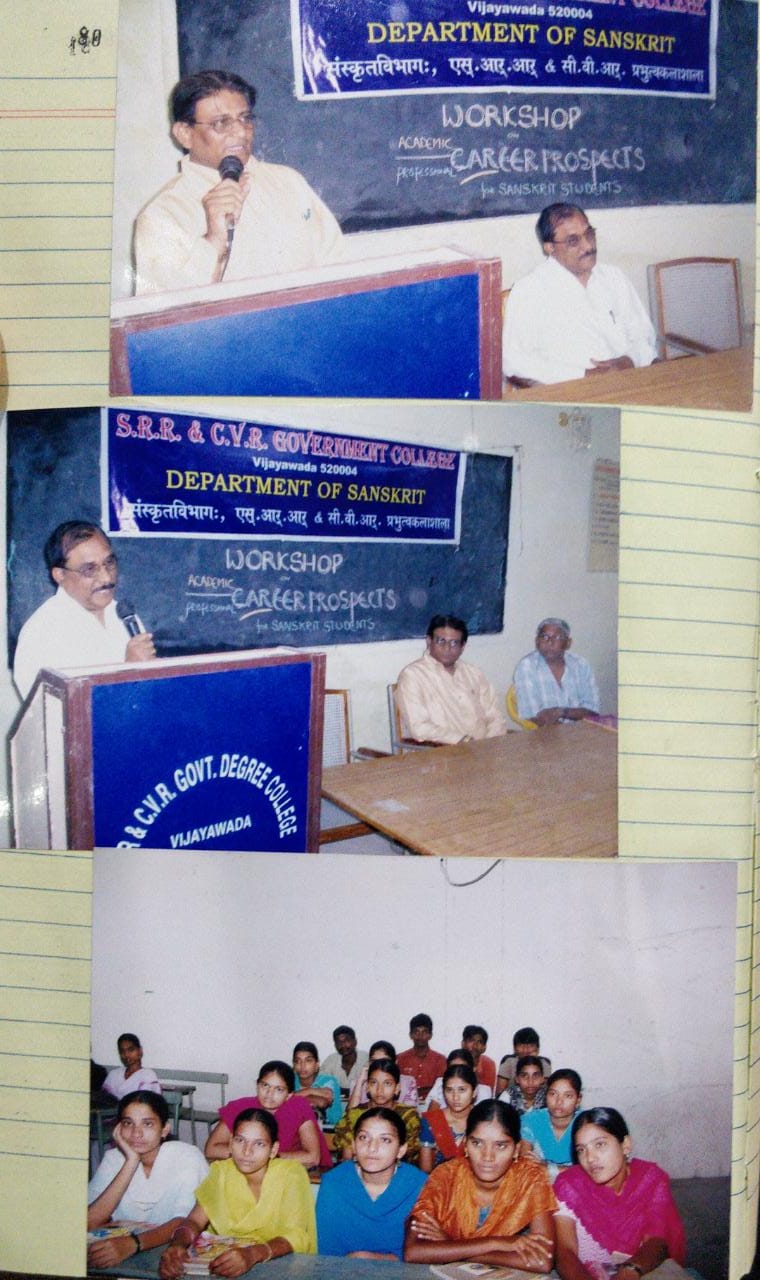 Vijayawada 520004
DEPARTMENT OF SANSKRIT
संस्कृतविभागः, एस्.आर्.आर् & सी.वी.आर्. प्रभुत्वकलाशाला
WORKSHOP
on
ACADEMIC
professional CAREER PROSPECTS
for SANSKRIT STUDENTS
S.R.R. & C.V.R. GOVERNMENT COLLEGE
Vijayawada 520004
DEPARTMENT OF SANSKRIT
संस्कृतविभागः, एस्.आर्.आर् & सी.वी.आर्. प्रभुत्वकलाशाला
WORKSHOP
on
ACADEMIC
professional CAREER PROSPECTS
for SANSKRIT STUDENTS
R & C.V.R. GOVT. DEGREE COLLEGE
VIJAYAWADA